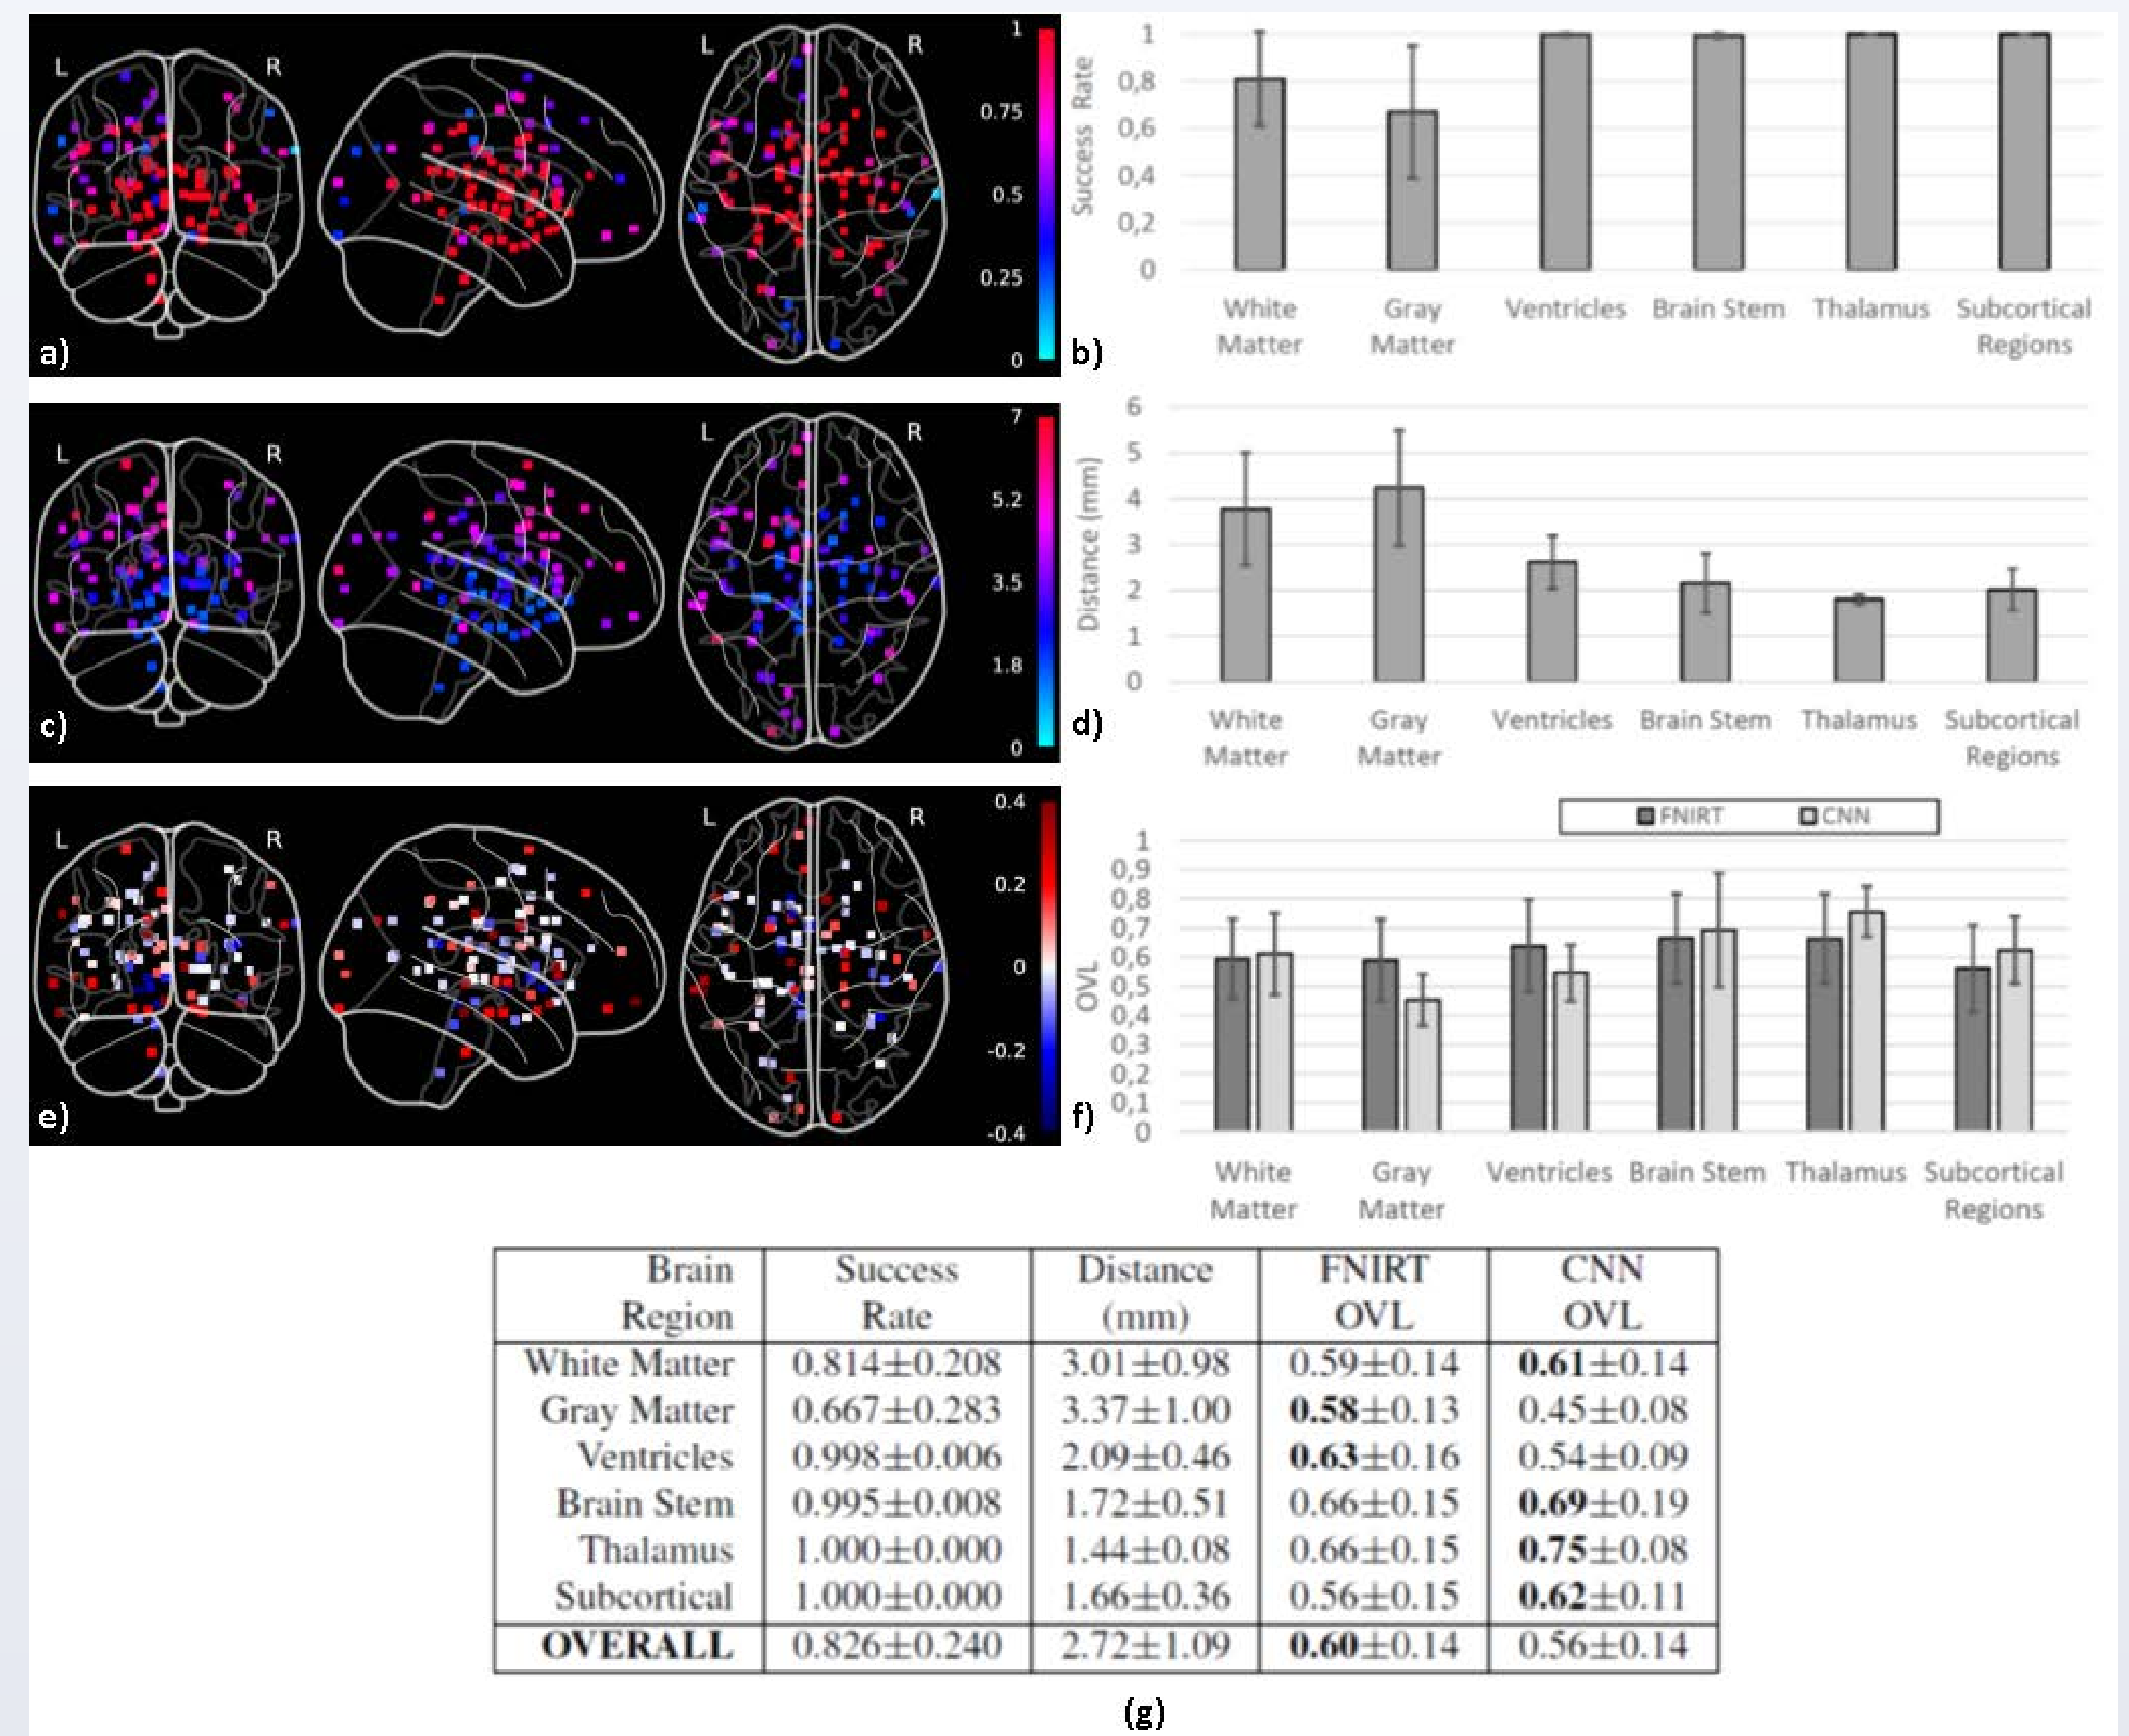 L R L R
1
0.75
0.5
0.25
0
a)
Success Rate
1
0,8
0,6
0,4
0,2
0
White Matter
Gray Matter
Ventricles
Brain Stem
Thalamus
Subcortical Regions
b)
L R L R
7
5.2
3.5
1.8
0
c)
Distance (mm)
6
5
4
3
2
1
0
White Matter
Gray Matter
Ventricles
Brain Stem
Thalamus
Subcortical Regions
d)
L R L R
0.4
0.2
0
-0.2
-0.4
e)
FNIRT CNN
OVL
1
0,9
0,8
0,7
0,6
0,5
0,4
0,3
0,2
0,1
0
White Matter
Gray Matter
Ventricles
Brain Stem
Thalamus
Subcortical Regions
f)
Brain Region Success Rate Distance (mm) FNIRT OVL CNN OVL
White Matter 0.814±0.208 3.01±0.98 0.59±0.14 0.61±0.14
Gray Matter 0.667±0.283 3.37±1.00 0.58±0.13 0.45±0.08
Ventricles 0.998±0.006 2.09±0.46 0.63±0.16 0.54±0.09
Brain Stem 0.995±0.008 1.72±0.51 0.66±0.15 0.69±0.19
Thalamus 1.000±0.000 1.44±0.08 0.66±0.15 0.75±0.08
Subcortical 1.000±0.000 1.66±0.36 0.56±0.15 0.62±0.11
OVERALL 0.826±0.240 2.72±1.09 0.60±0.14 0.56±0.14
(g)